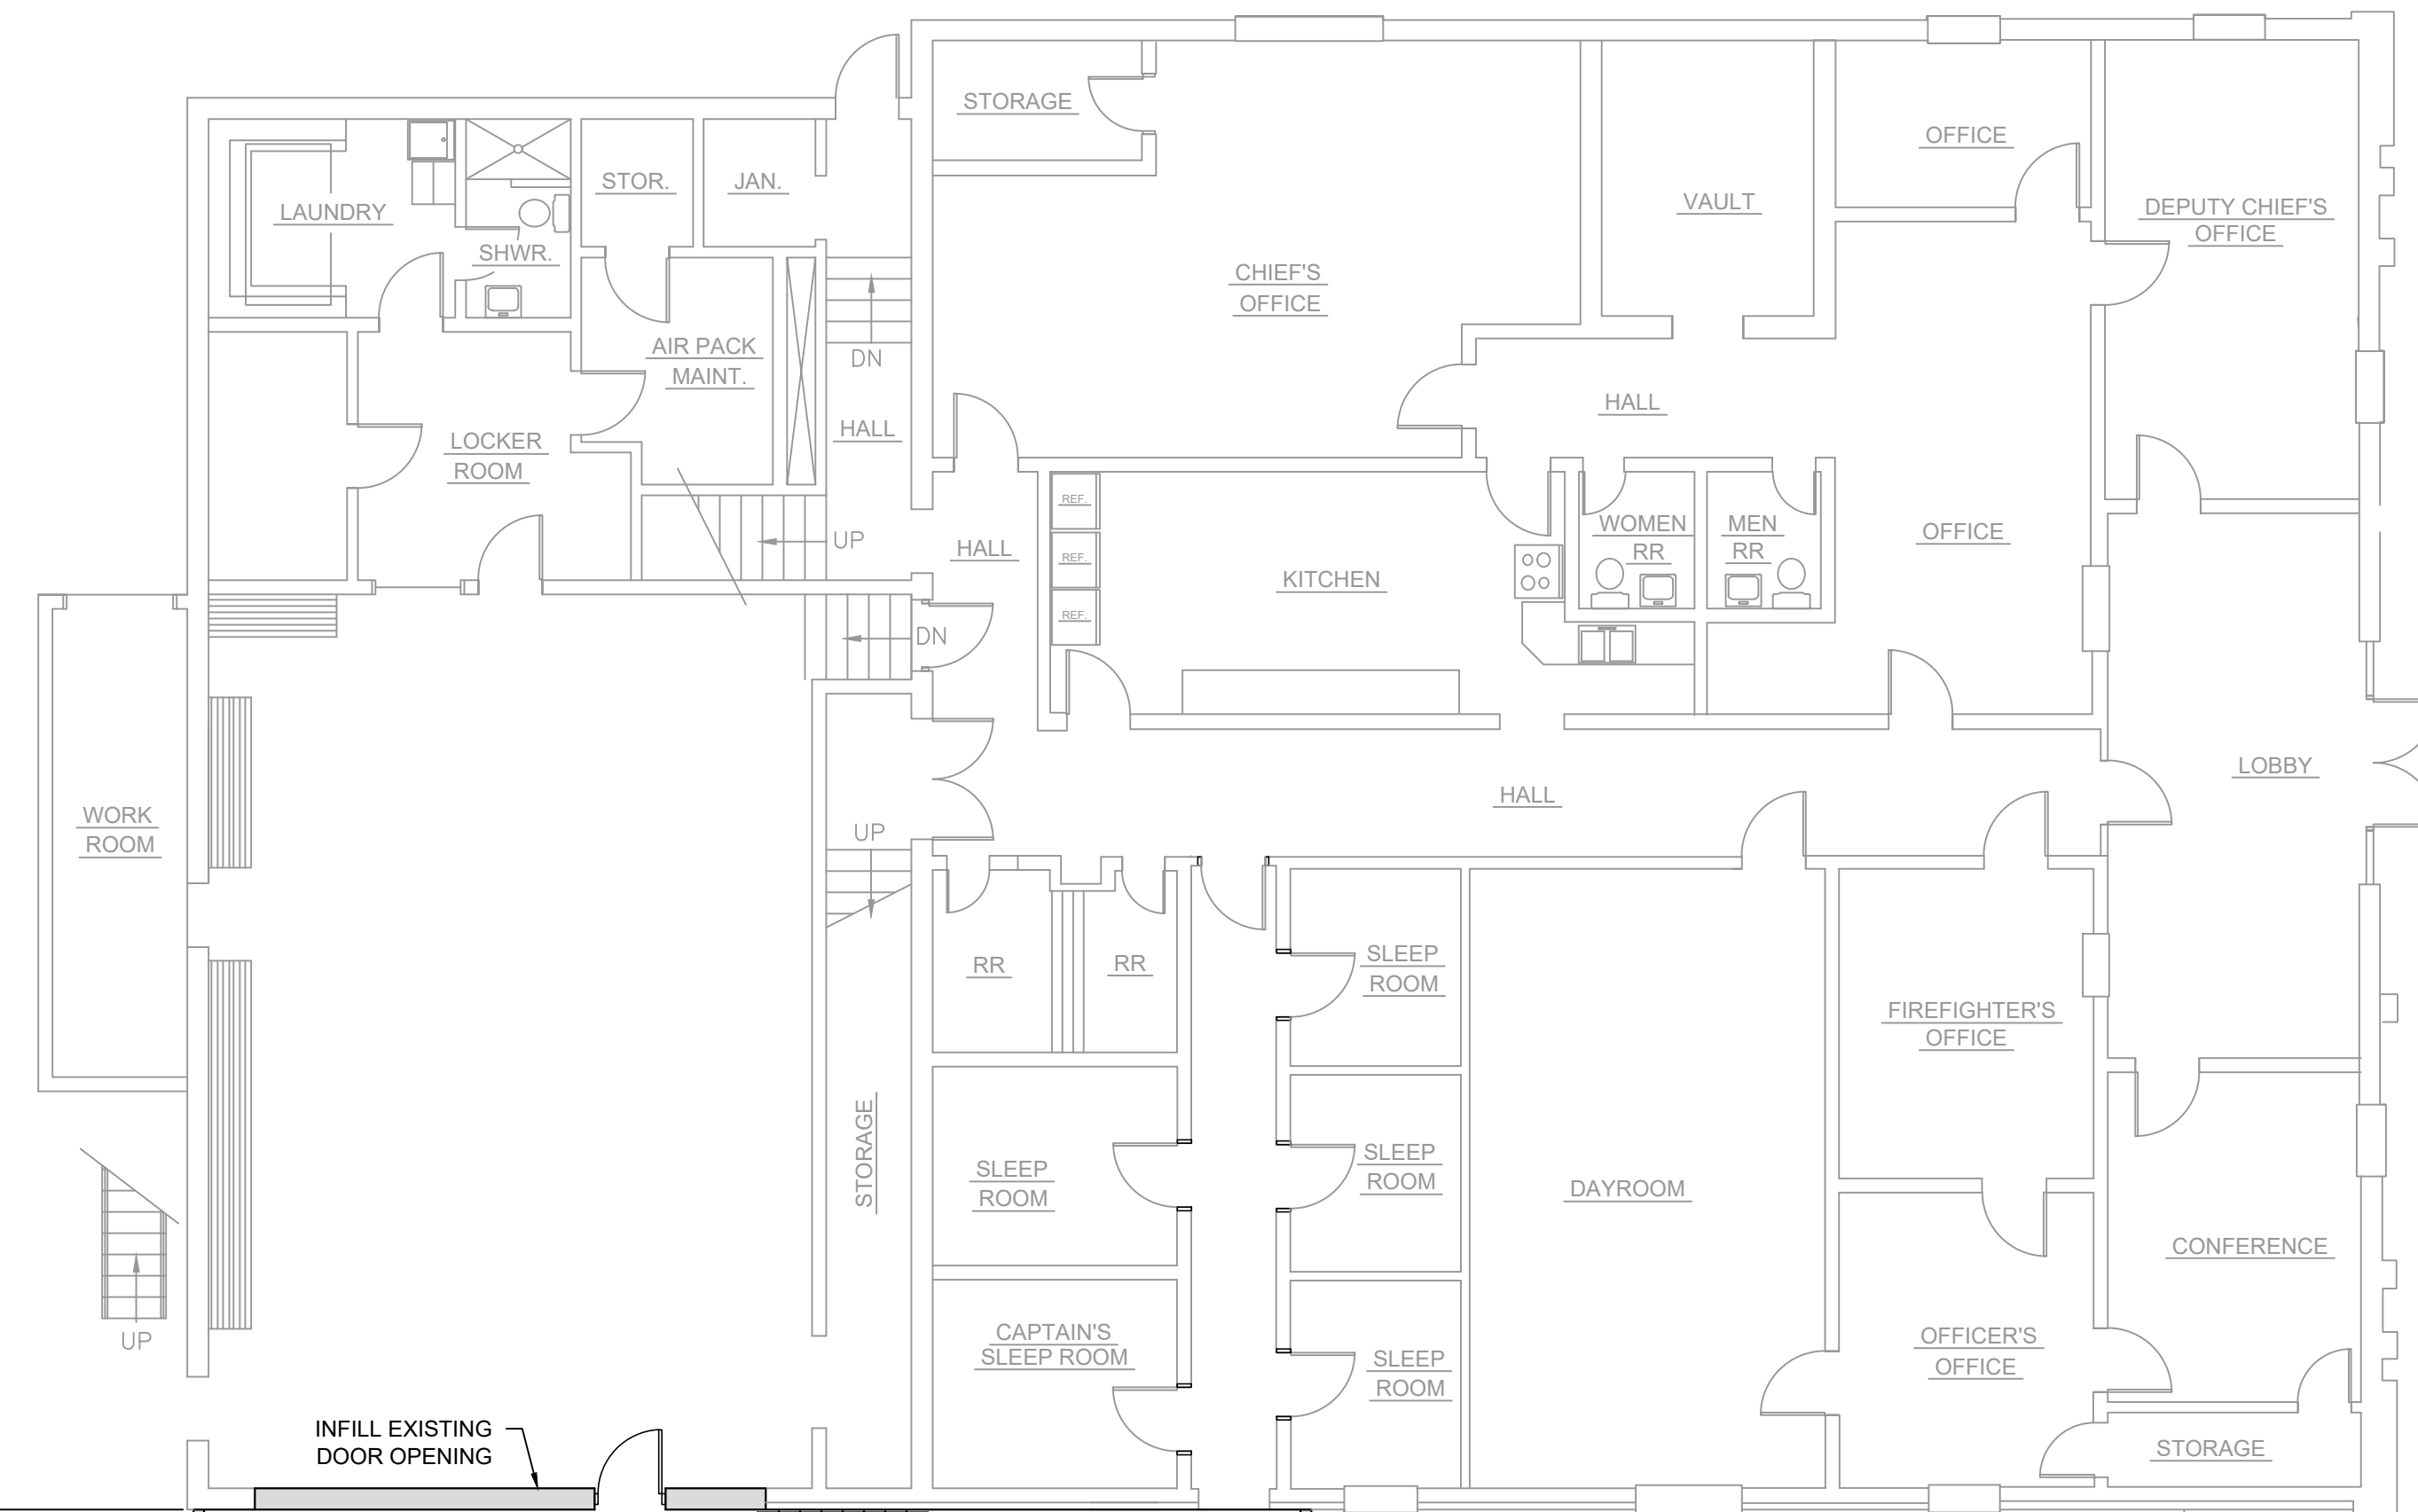 STORAGE
OFFICE
STOR.
JAN.
VAULT
LAUNDRY
DEPUTY CHIEF'S
OFFICE
SHWR.
CHIEF'S
OFFICE
AIR PACK
MAINT.
DN
HALL
HALL
LOCKER
ROOM
REF.
REF.
REF.
WOMEN
RR
MEN
RR
OFFICE
UP
HALL
KITCHEN
DN
LOBBY
HALL
WORK
ROOM
UP
RR
RR
SLEEP
ROOM
FIREFIGHTER'S
OFFICE
STORAGE
SLEEP
ROOM
SLEEP
ROOM
DAYROOM
CONFERENCE
UP
CAPTAIN'S
SLEEP ROOM
SLEEP
ROOM
OFFICER'S
OFFICE
INFILL EXISTING
DOOR OPENING
STORAGE